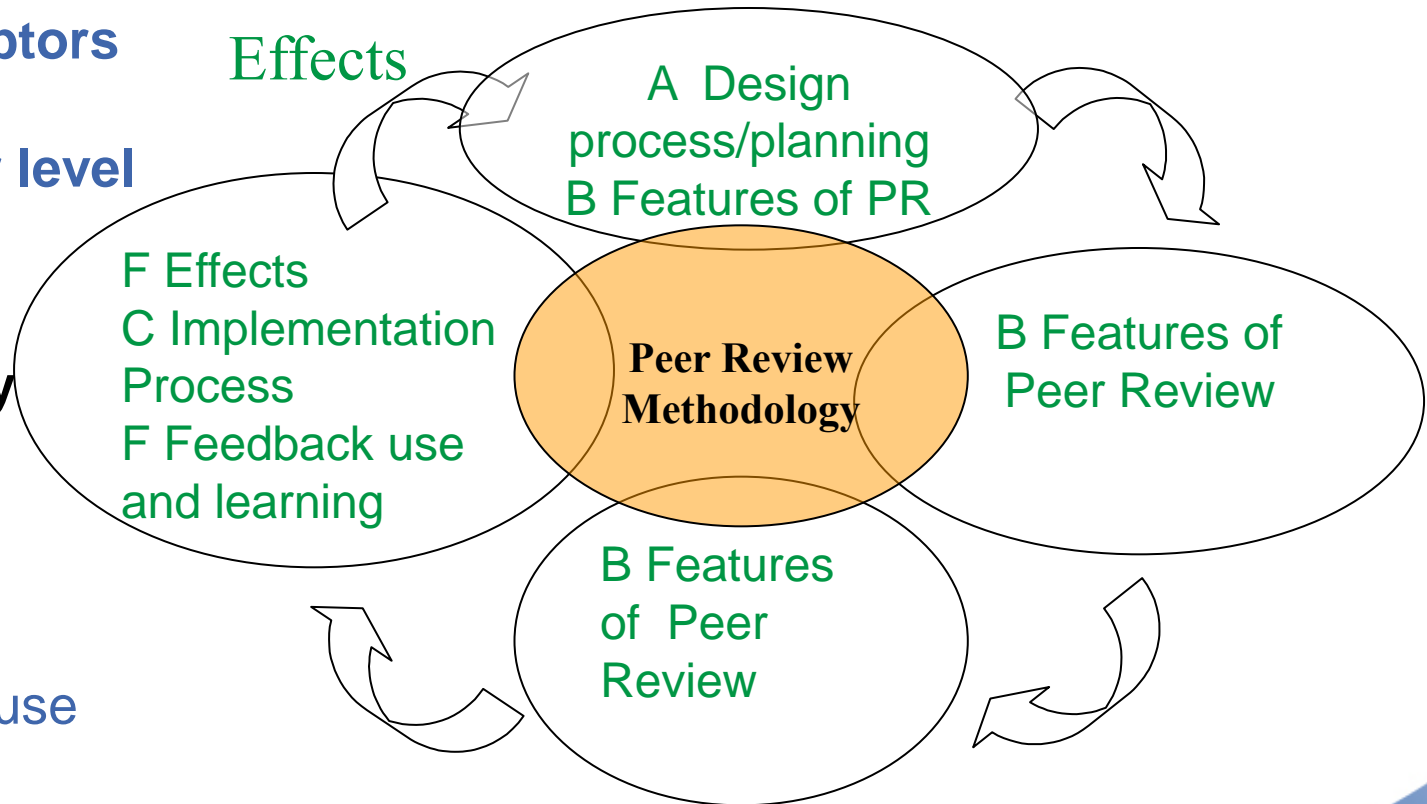 ptors
Effects
level
A Design
process/planning
B Features of PR
F Effects
C Implementation
Process
F Feedback use
and learning
y
Peer Review
Methodology
B Features of
Peer Review
B Features
of Peer
Review
use